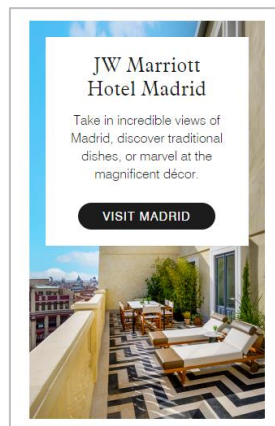 JW Marriott
Hotel Madrid
Take in incredible views of
Madrid, discover traditional
dishes, or marvel at the
magnificent décor.
VISIT MADRID